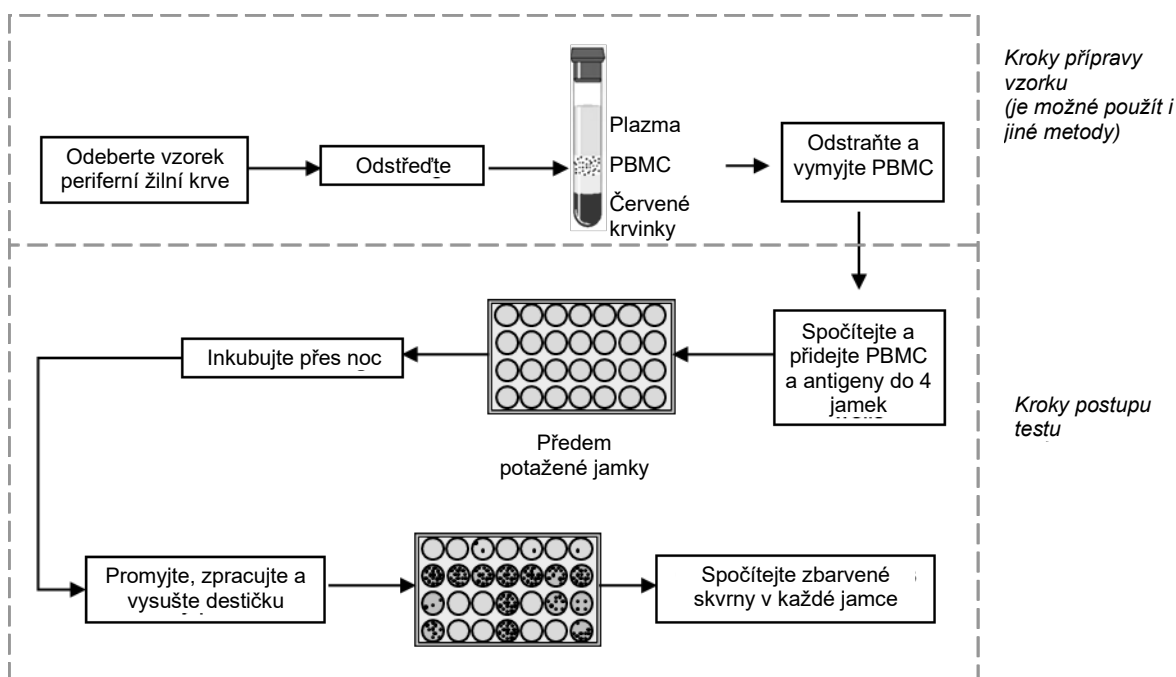 Kroky přípravy
vzorku
(je možné použít i
jiné metody)
Odeberte vzorek
periferní žilní krve
Odstřeďte
Plazma
PBMC
Červené
krvinky
Odstraňte a
vymyjte PBMC
Spočítejte a
přidejte PBMC
a antigeny do 4
jamek
Předem
potažené jamky
Inkubujte přes noc
Kroky postupu
testu
Promyjte, zpracujte a
vysušte destičku
Spočítejte zbarvené
skvrny v každé jamce